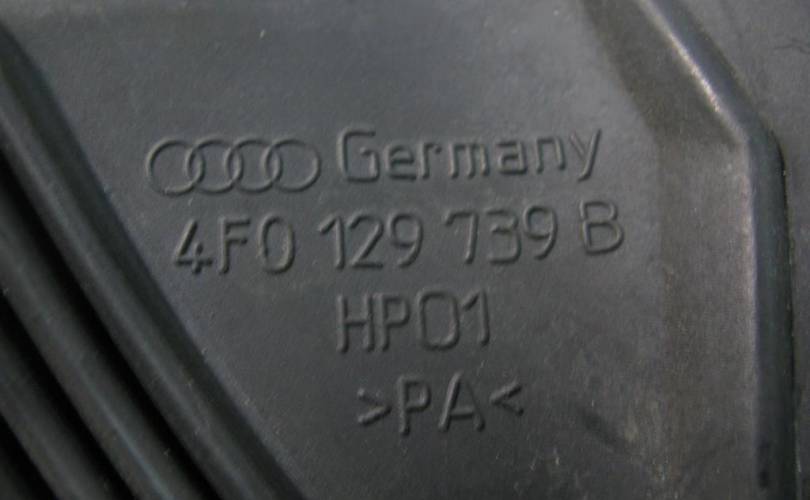 Germany
4F0 129 739 B
HP01
>PA<